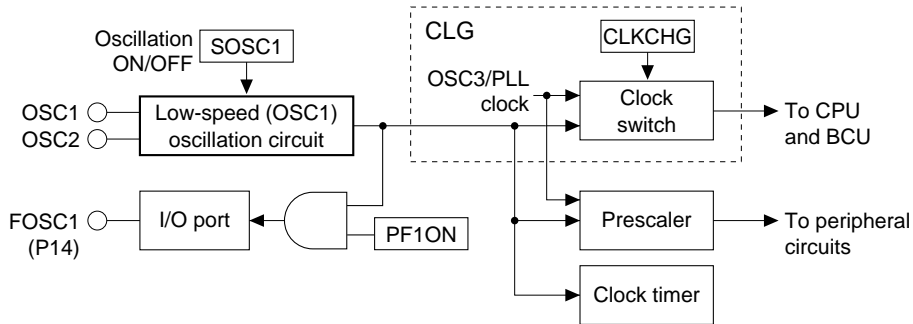 Oscillation
ON/OFF
SOSC1
CLG
CLKCHG
OSC3/PLL
clock
Clock
switch
To CPU
and BCU
OSC1
OSC2
Low-speed (OSC1)
oscillation circuit
FOSC1
(P14)
I/O port
PF1ON
Prescaler
To peripheral
circuits
Clock timer